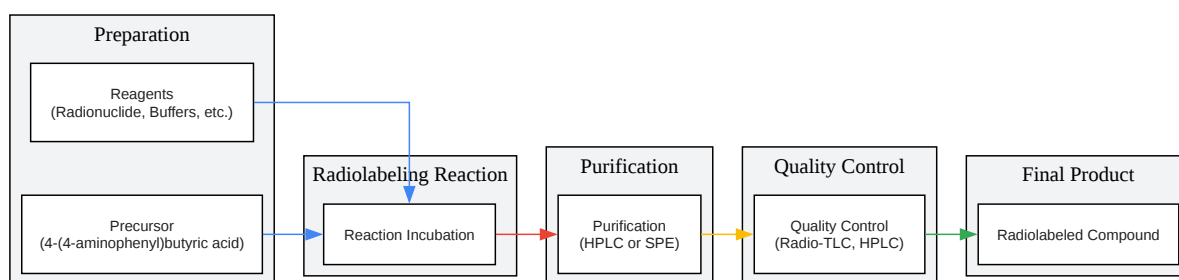 Preparation
Reagents
(Radionuclide, Buffers, etc.)
Precursor
(4-(4-aminophenyl)butyric acid)
Radiolabeling Reaction
Reaction Incubation
Purification
Purification
(HPLC or SPE)
Quality Control
Quality Control
(Radio-TLC, HPLC)
Final Product
Radiolabeled Compound